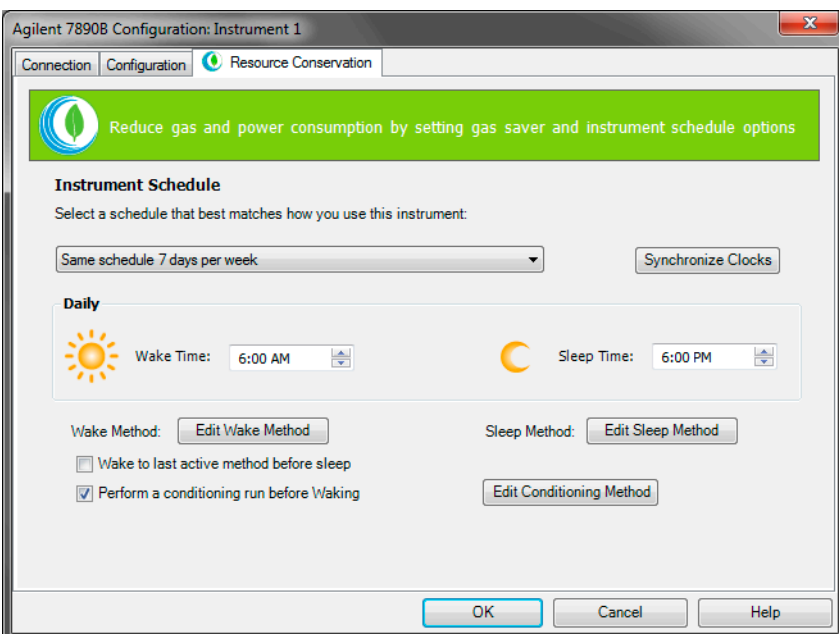 Agilent 7890B Configuration: Instrument 1
Connection Configuration Resource Conservation
Reduce gas and power consumption by setting gas saver and instrument schedule options
Instrument Schedule
Select a schedule that best matches how you use this instrument:
Same schedule 7 days per week Synchronize Clocks
Daily
Wake Time: 6:00 AM Sleep Time: 6:00 PM
Wake Method: Edit Wake Method Sleep Method: Edit Sleep Method
Wake to last active method before sleep
Perform a conditioning run before Waking Edit Conditioning Method
OK Cancel Help